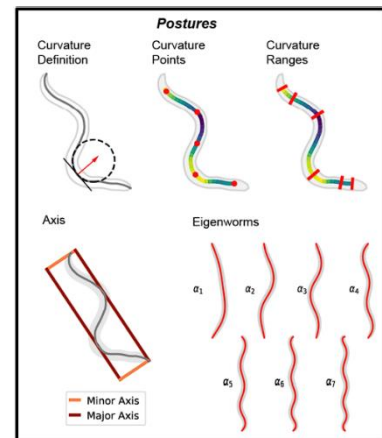 Postures
Curvature Definition
Curvature Points
Curvature Ranges
Axis
Eigenworms
α1
α2
α3
α4
α5
α6
α7
Minor Axis
Major Axis